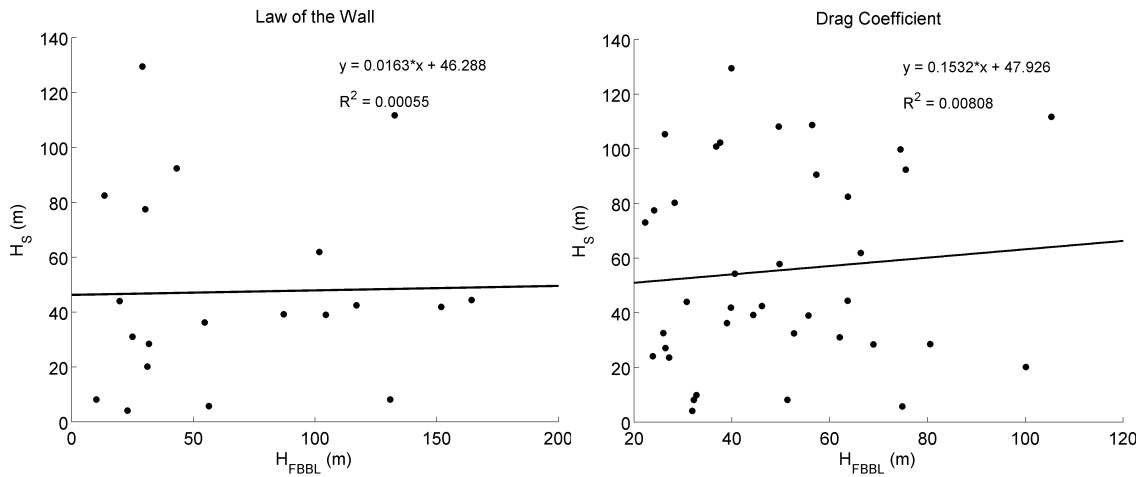 Law of the Wall
140
120
100
80
60
40
20
0
H_S (m)
y = 0.0163*x + 46.288
R^2 = 0.00055
0 50 100 150 200
H_FBBL (m)
Drag Coefficient
140
120
100
80
60
40
20
0
H_S (m)
y = 0.1532*x + 47.926
R^2 = 0.00808
20 40 60 80 100 120
H_FBBL (m)